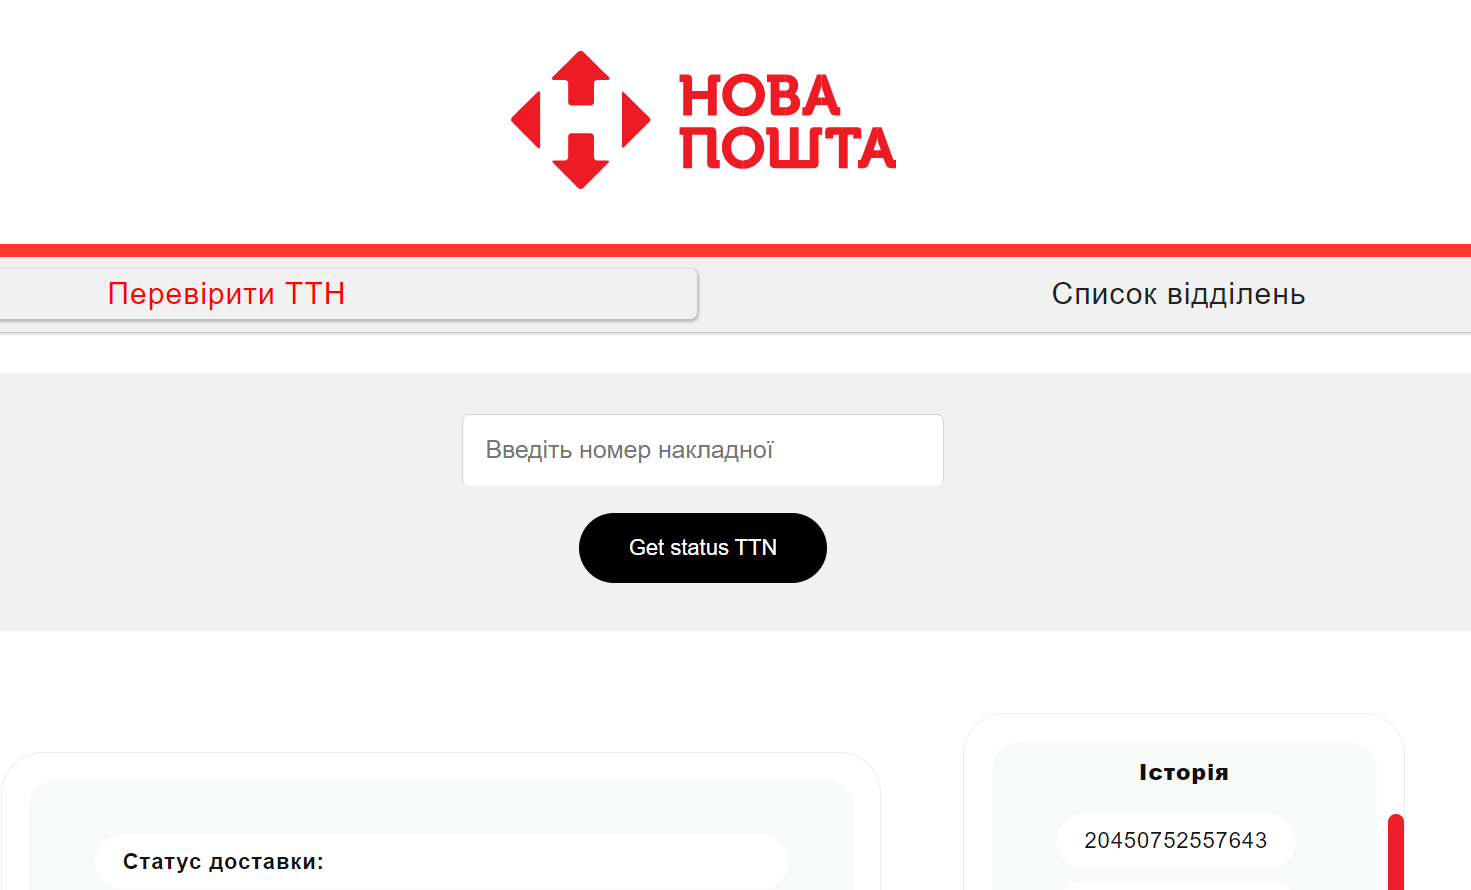 НОВА
ПОШТА
Перевірити ТТН
Список відділень
Введіть номер накладної
Get status TTN
Історія
20450752557643
Статус доставки: